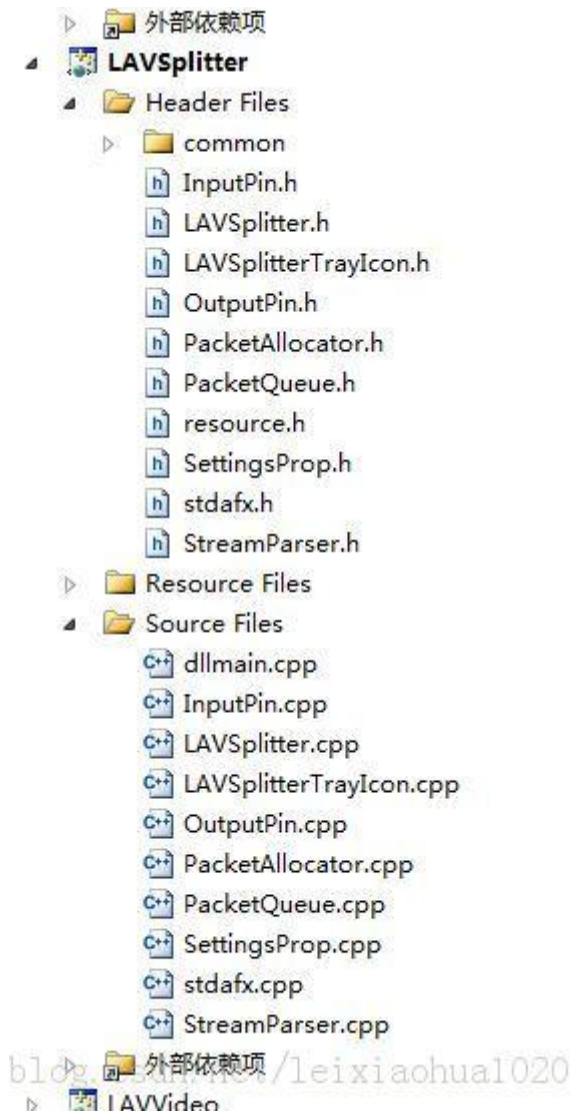 外部依赖项
LAVSplitter
Header Files
common
InputPin.h
LAVSplitter.h
LAVSplitterTrayIcon.h
OutputPin.h
PacketAllocator.h
PacketQueue.h
resource.h
SettingsProp.h
stdafx.h
StreamParser.h
Resource Files
Source Files
dllmain.cpp
InputPin.cpp
LAVSplitter.cpp
LAVSplitterTrayIcon.cpp
OutputPin.cpp
PacketAllocator.cpp
PacketQueue.cpp
SettingsProp.cpp
stdafx.cpp
StreamParser.cpp
外部依赖项
/leixiaohua1020
LAVVideo